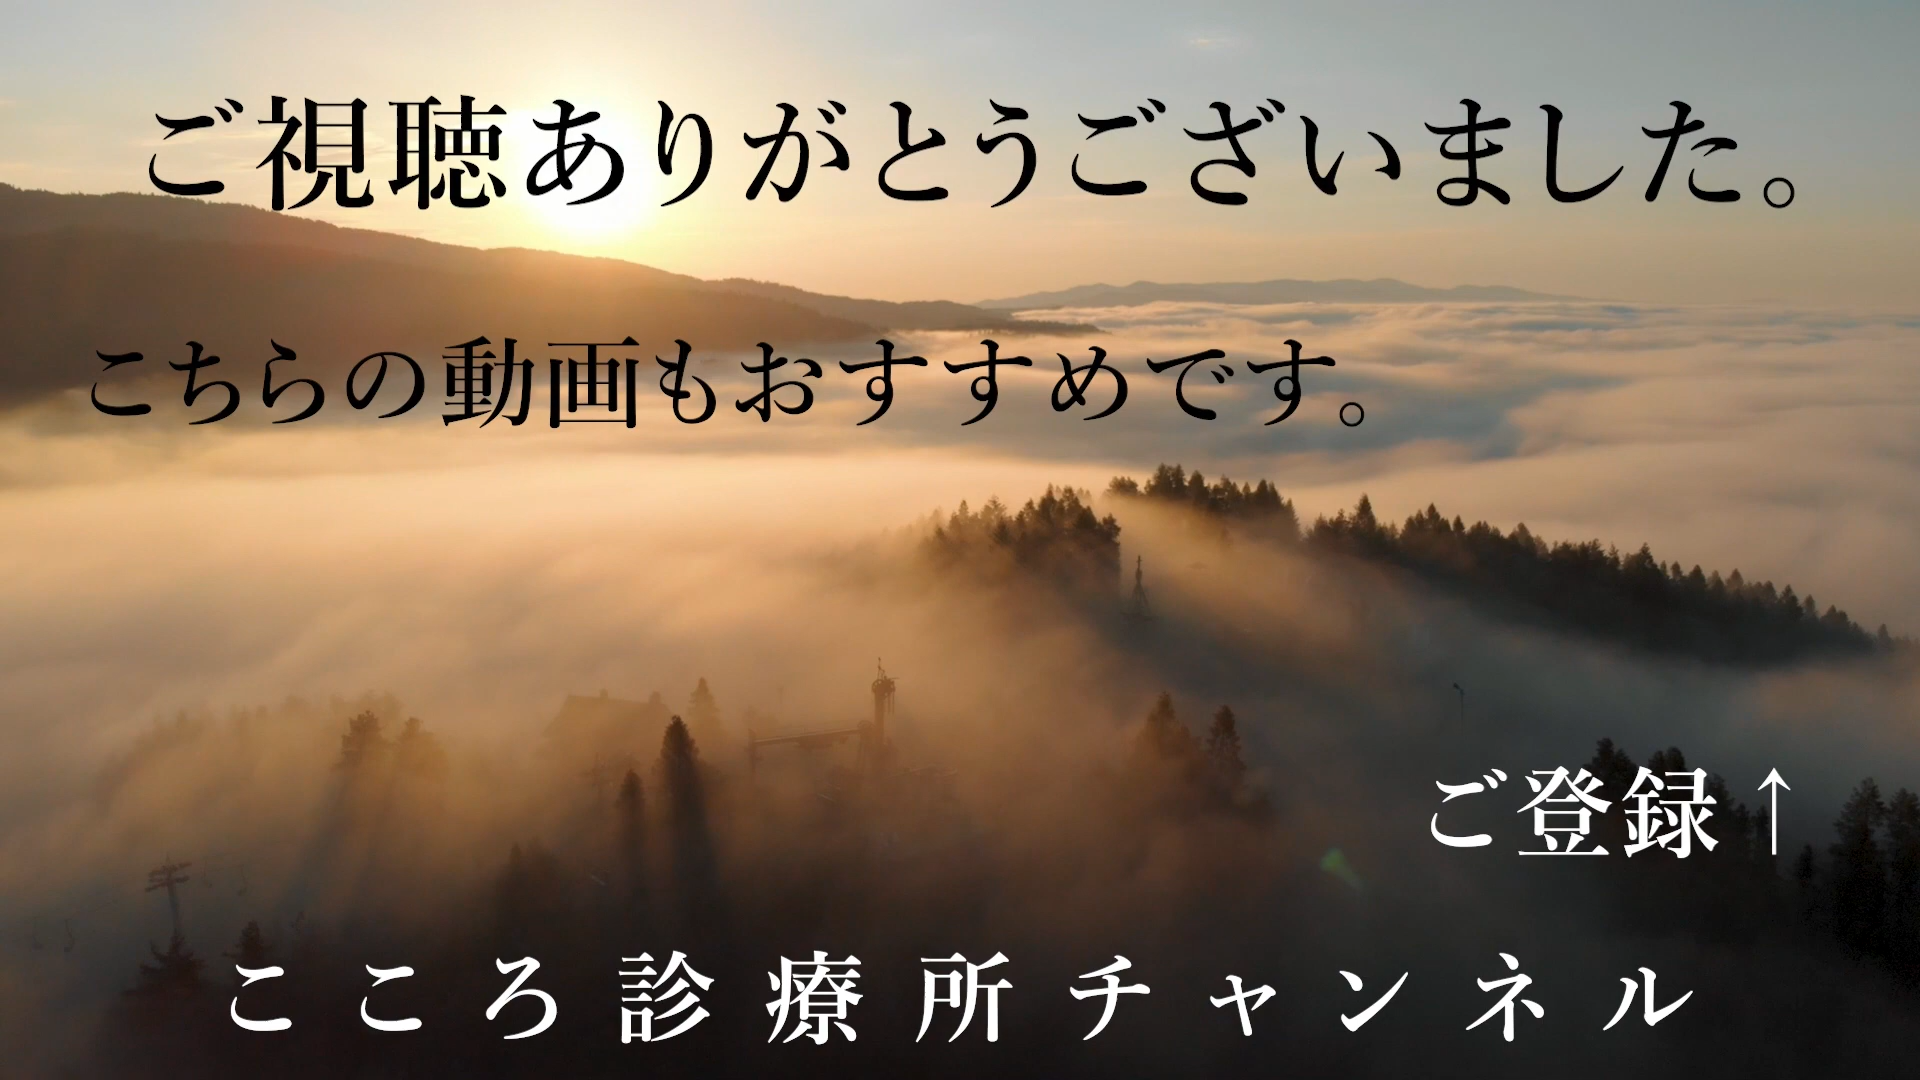 ご視聴ありがとうございました。
こちらの動画もおすすめです。
ご登録↑
こころ診療所チャンネル